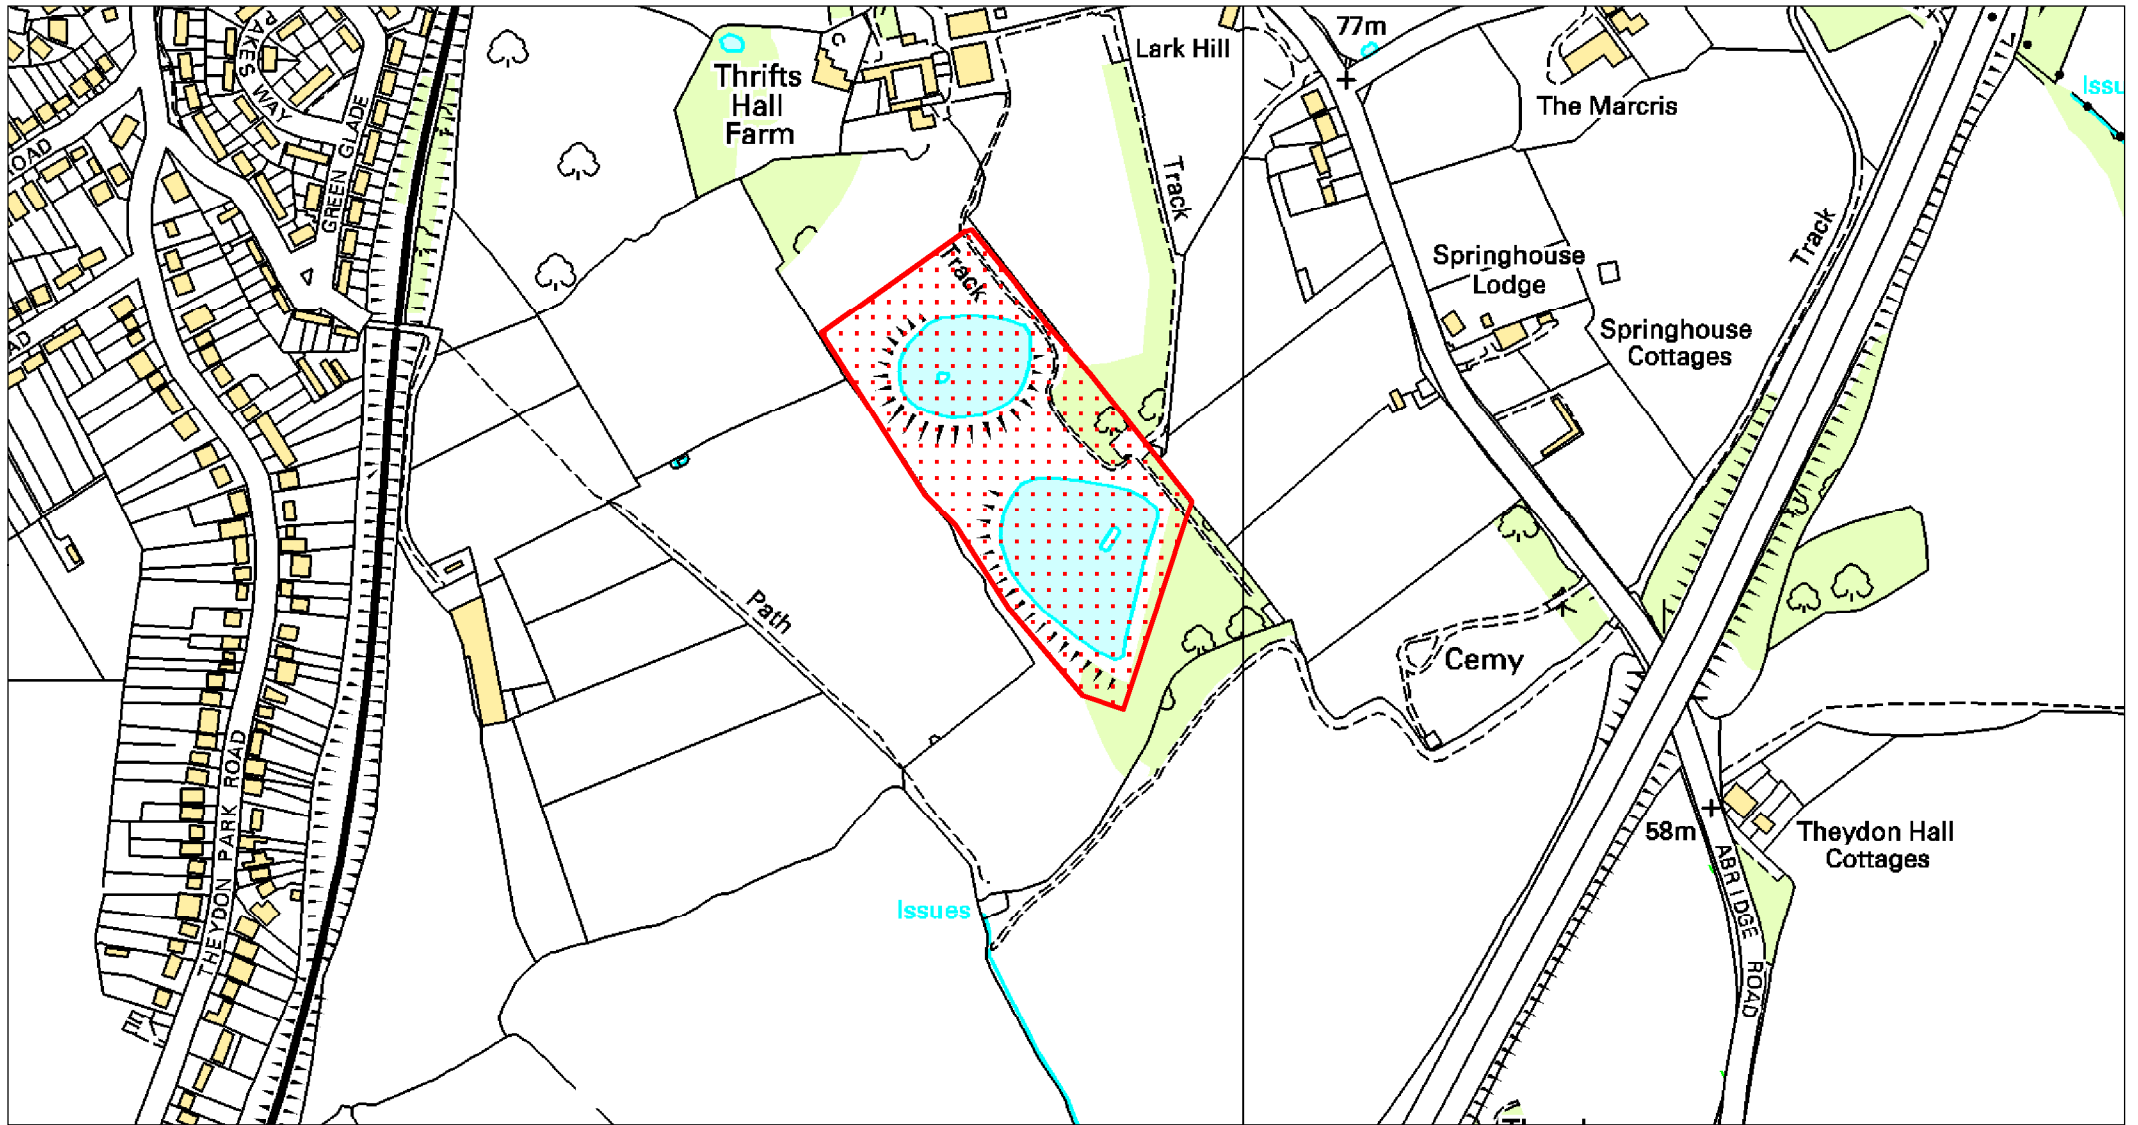 77m
Lark Hill
Thrifts
Hall
Farm
The Marcris
Issu
PAKES WAY
GREEN GLADE
OAD
Track
Track
Track
Springhouse
Lodge
Springhouse
Cottages
AD
Path
Cemy
THEYDON PARK ROAD
58m
Theydon Hall
Cottages
ABRIDGE ROAD
Issues